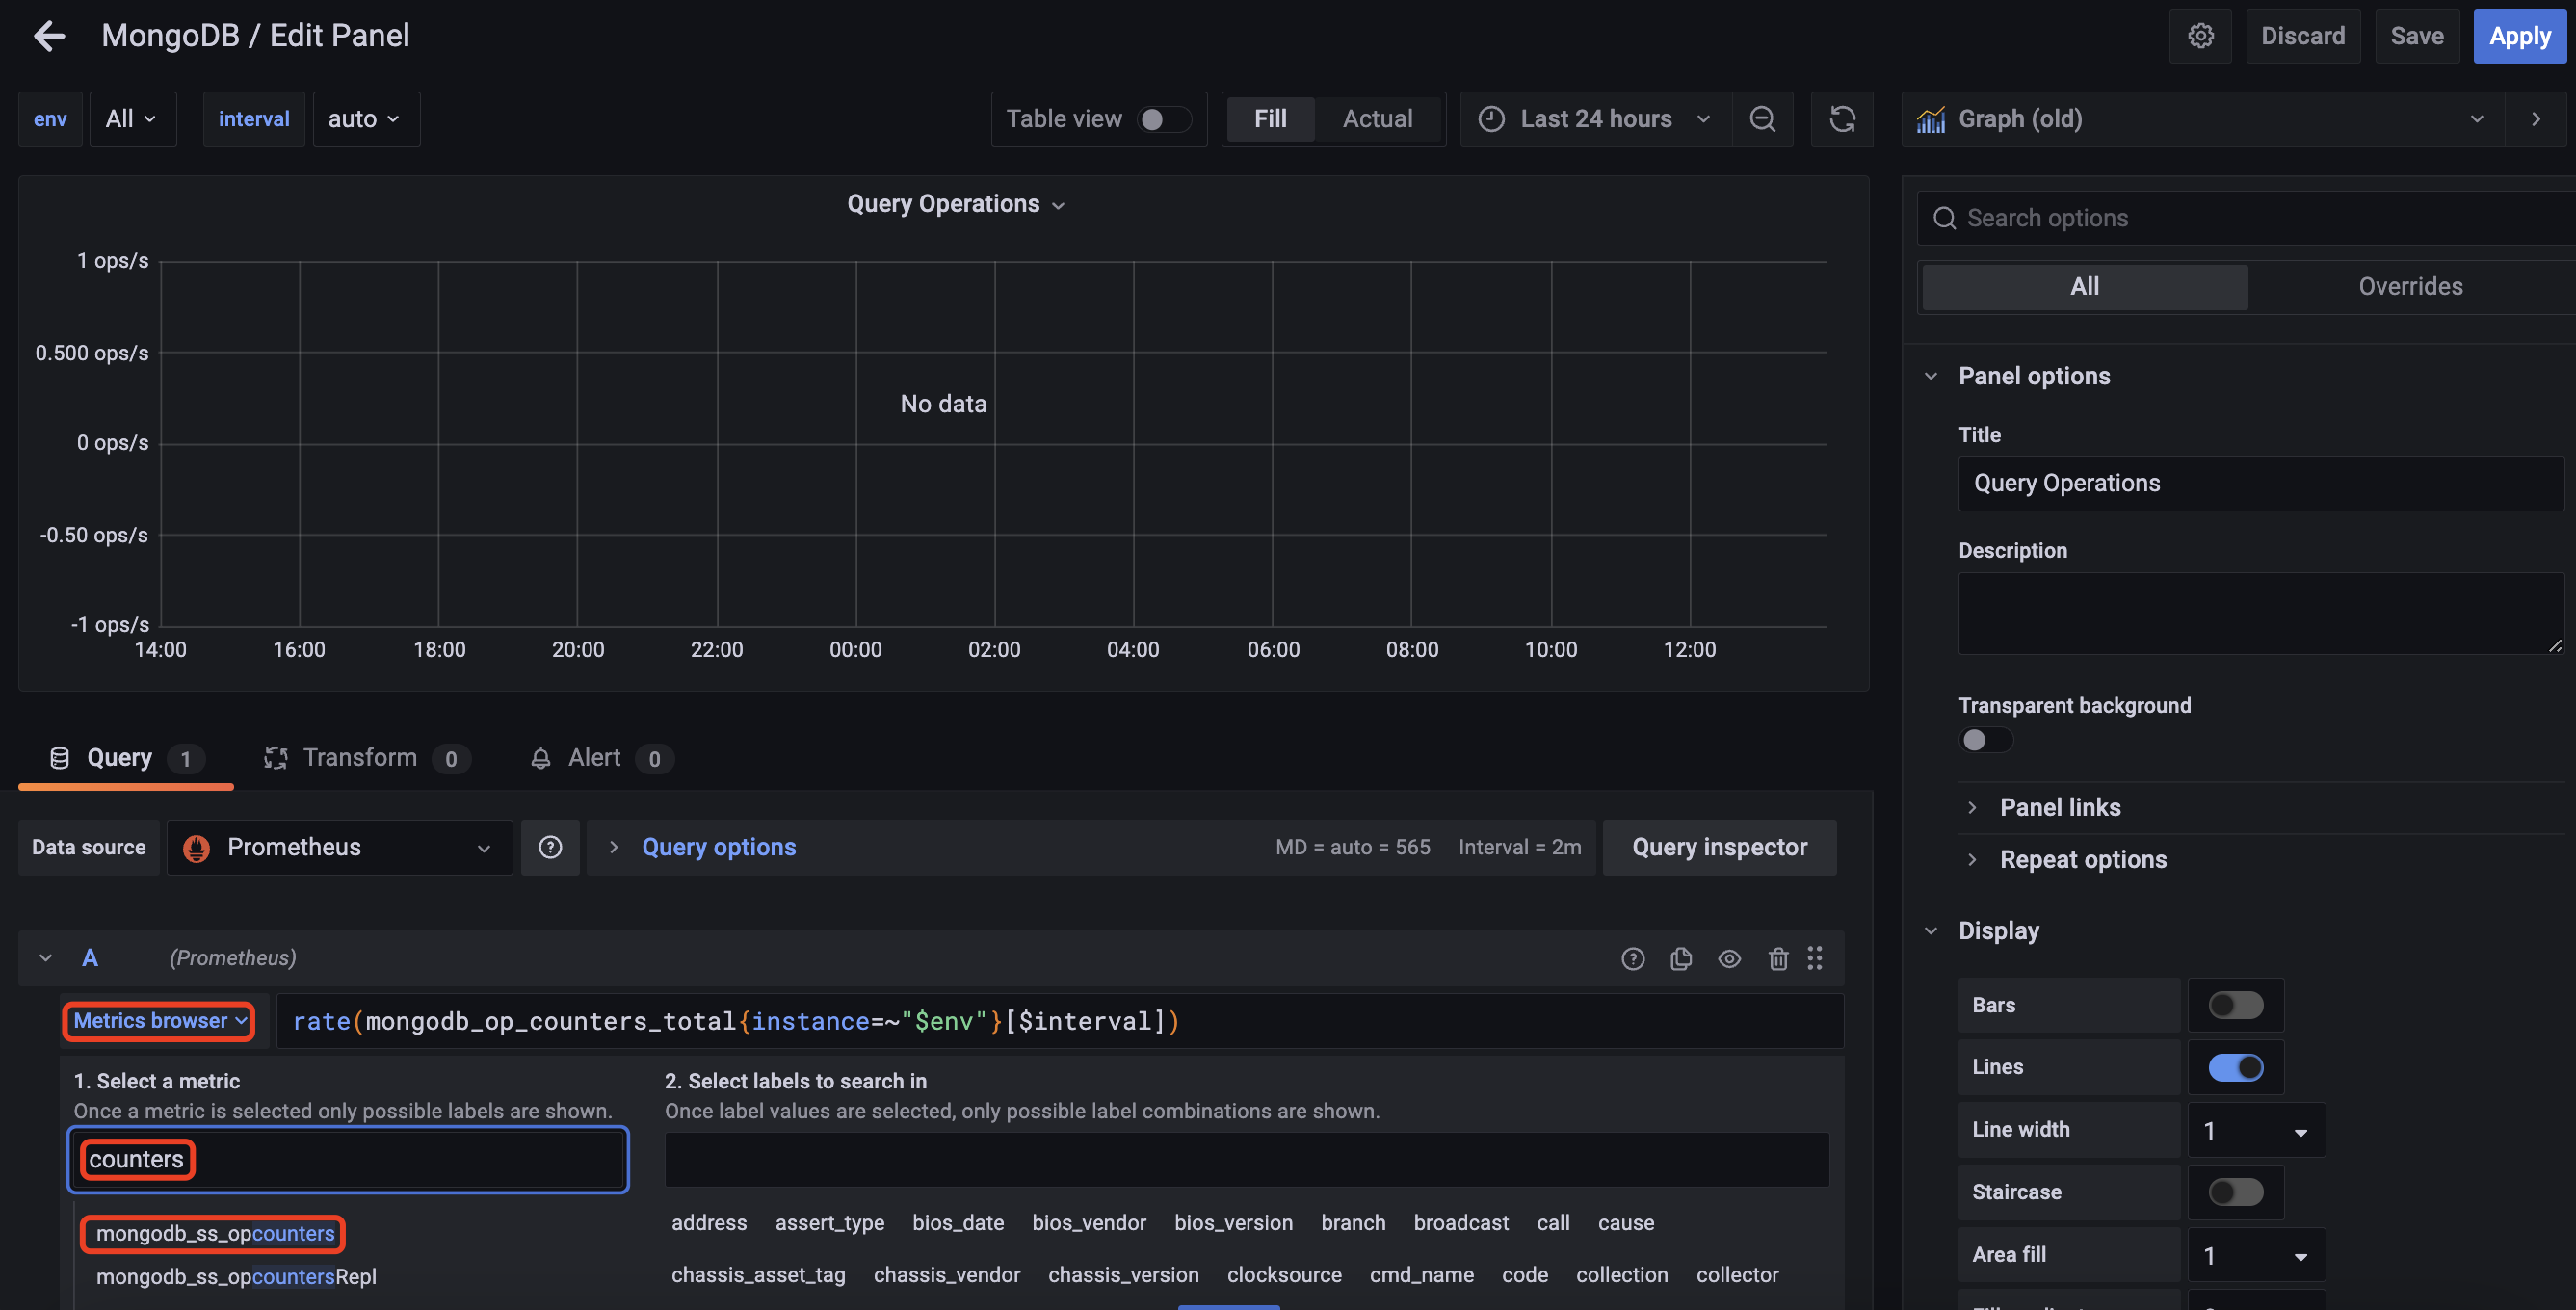 MongoDB / Edit Panel
Discard
Save
Apply
env
All
interval
auto
Table view
Fill
Actual
Last 24 hours
Graph (old)
Query Operations
1 ops/s
0.500 ops/s
0 ops/s
-0.50 ops/s
-1 ops/s
No data
14:00
16:00
18:00
20:00
22:00
00:00
02:00
04:00
06:00
08:00
10:00
12:00
Search options
All
Overrides
Panel options
Title
Query Operations
Description
Transparent background
Panel links
Repeat options
Display
Bars
Lines
Line width
1
Staircase
Area fill
1
Query 1
Transform 0
Alert 0
Data source
Prometheus
Query options
MD = auto = 565
Interval = 2m
Query inspector
A
(Prometheus)
Metrics browser
rate(mongodb_op_counters_total{instance=~"$env"}[$interval])
1. Select a metric
Once a metric is selected only possible labels are shown.
counters
mongodb_ss_opcounters
mongodb_ss_opcountersRepl
2. Select labels to search in
Once label values are selected, only possible label combinations are shown.
address assert_type bios_date bios_vendor bios_version branch broadcast call cause
chassis_asset_tag chassis_vendor chassis_version clocksource cmd_name code collection collector